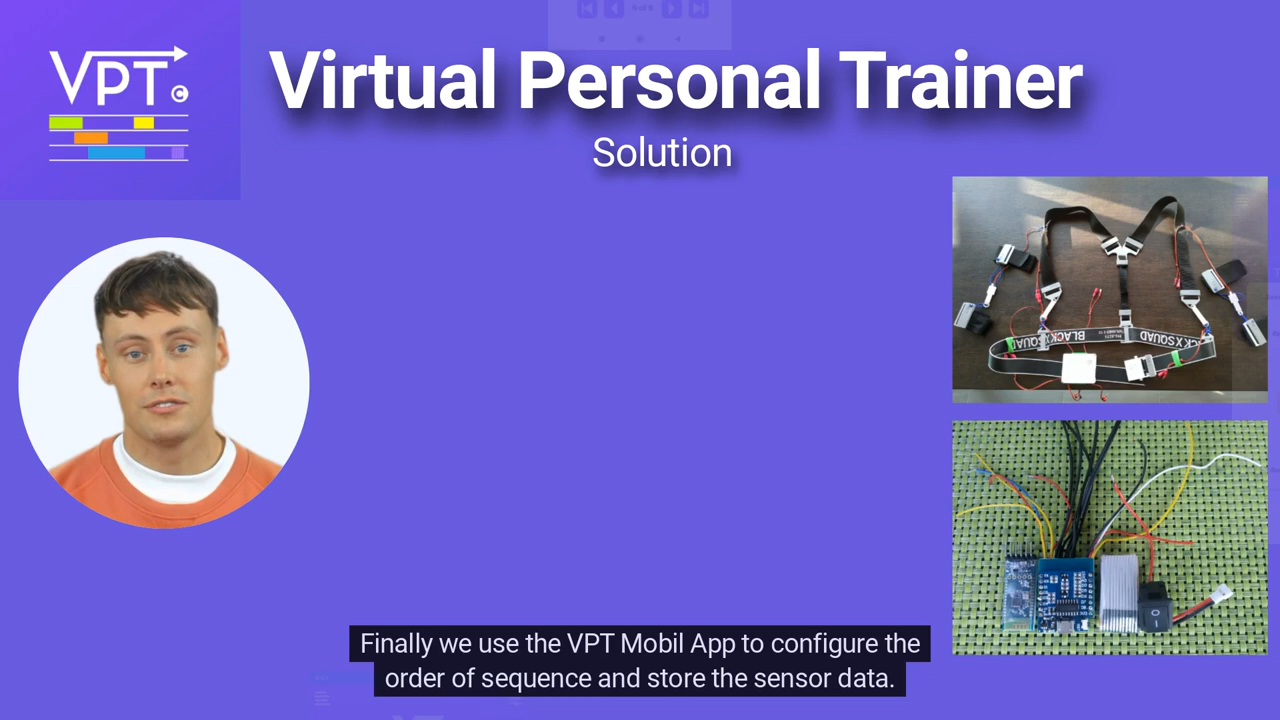 VPT
Virtual Personal Trainer
Solution
BLACKXSQUAD
Finally we use the VPT Mobil App to configure the
order of sequence and store the sensor data.